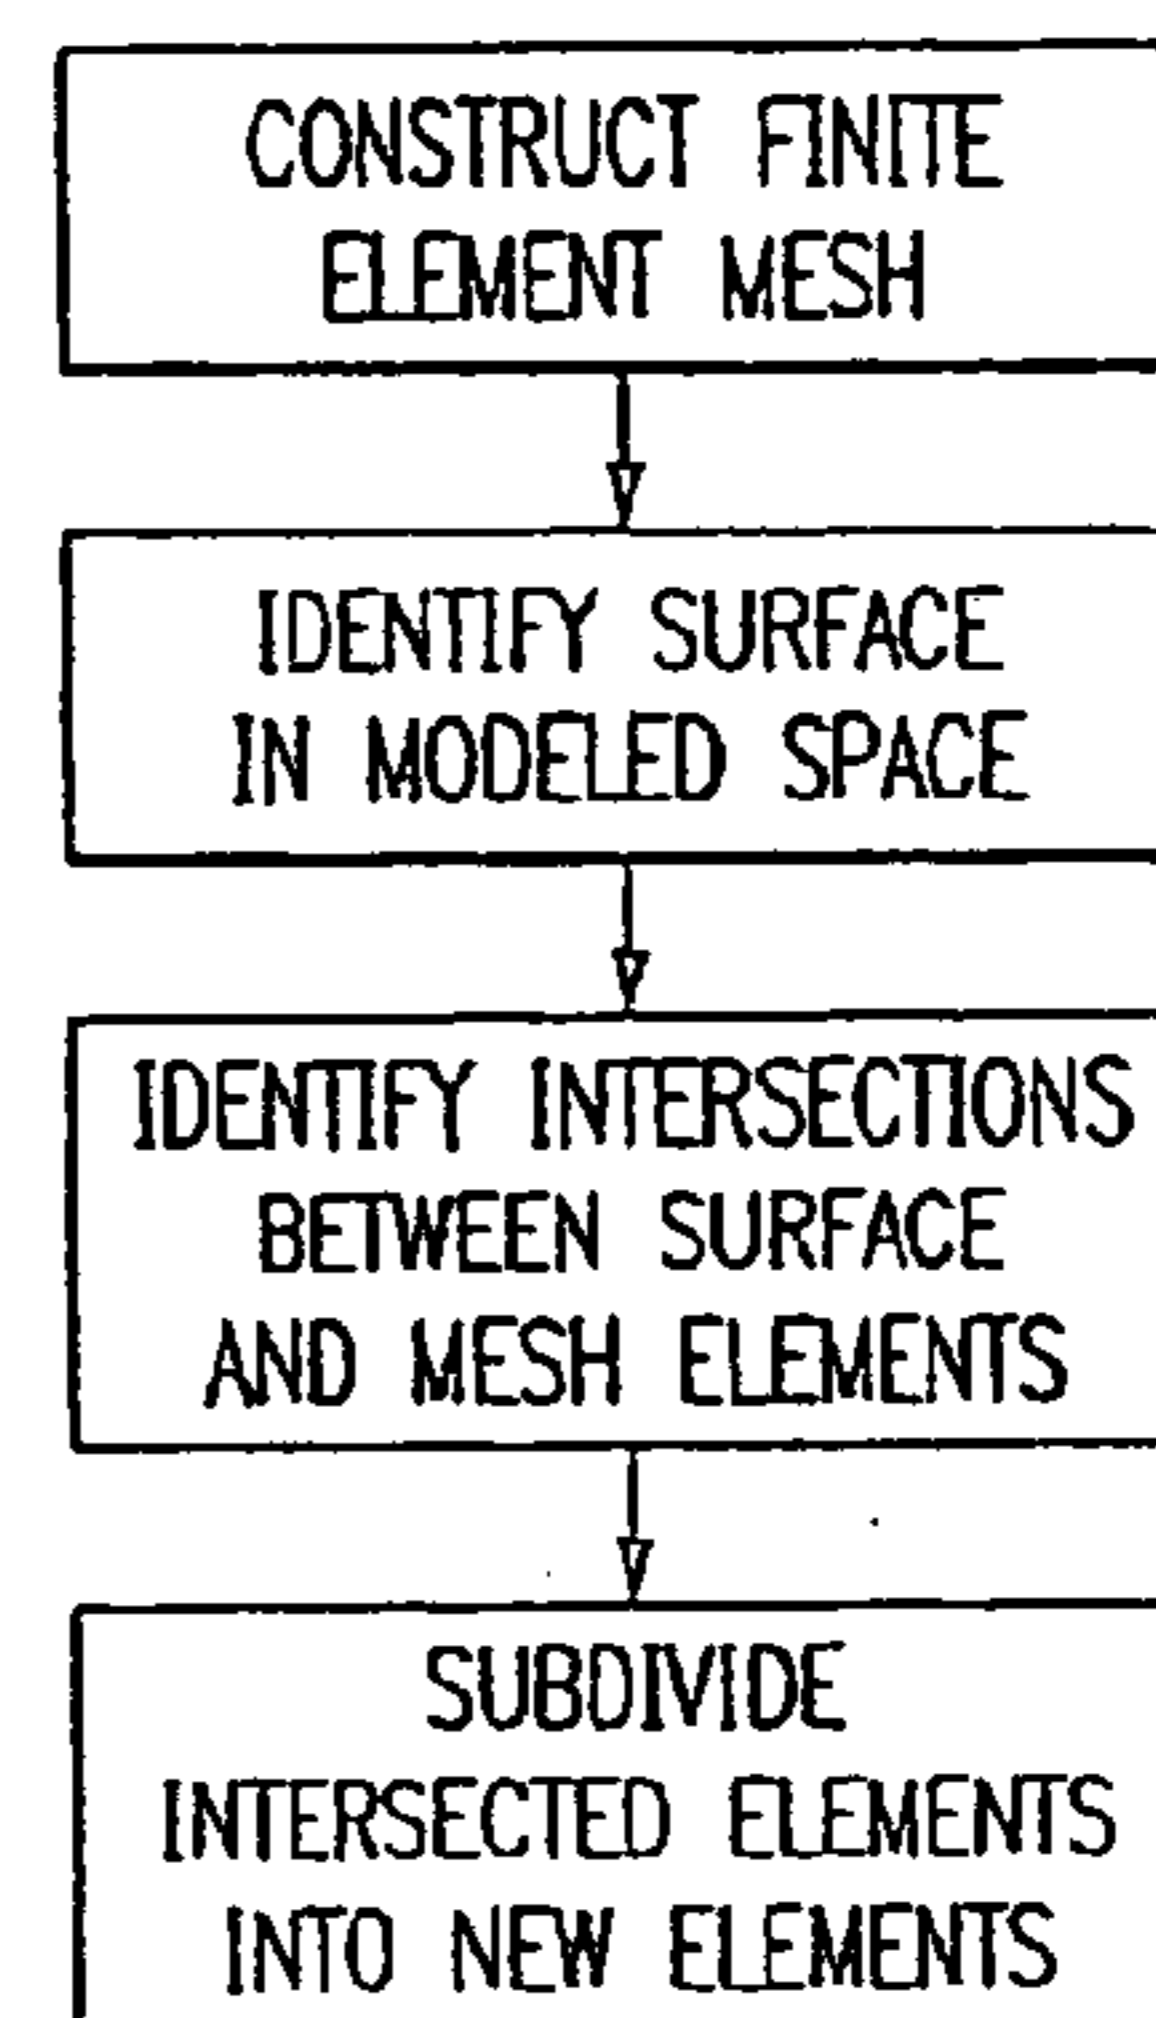 CONSTRUCT FINITE
ELEMENT MESH
IDENTIFY SURFACE
IN MODELED SPACE
IDENTIFY INTERSECTIONS
BETWEEN SURFACE
AND MESH ELEMENTS
SUBDIVIDE
INTERSECTED ELEMENTS
INTO NEW ELEMENTS